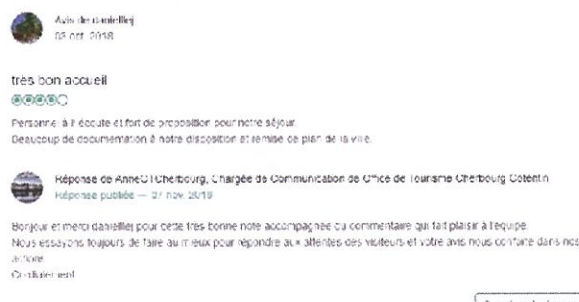 Avis de danielllej
03 oct. 2018
très bon accueil
Personnel à l'écoute et fort de proposition pour notre séjour.
Beaucoup de documentation à notre disposition et remise de plan de la ville.
Réponse de AnneOTCherbourg, Chargée de Communication de Office de Tourisme Cherbourg Cotentin
Réponse publiée — 27 nov. 2018
Bonjour et merci danielllej pour cette très bonne note accompagnée du commentaire qui fait plaisir à l'équipe.
Nous essayons toujours de faire au mieux pour répondre aux attentes des visiteurs et votre avis nous conforte dans nos
actions.
Cordialement